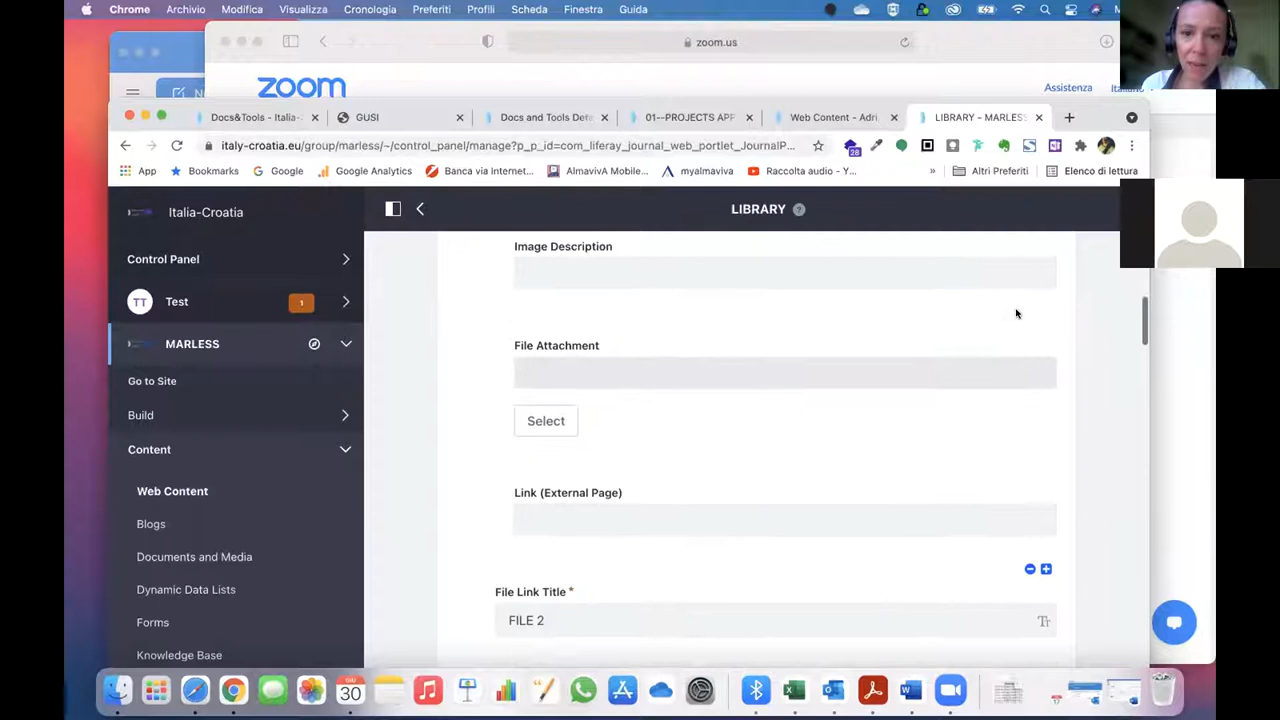 Chrome Archivio Modifica Visualizza Cronologia Preferiti Profili Scheda Finestra Guida
zoom.us
zoom
Assistenza
Docs&Tools - Italia-
GUSI
Docs and Tools Deta
01--PROJECTS APP
Web Content - Adri
LIBRARY - MARLESS
italy-croatia.eu/group/marless/~/control_panel/manage?p_p_id=com_liferay_journal_web_portlet_JournalP...
28
App Bookmarks Google Google Analytics Banca via Internet... AlmavivA Mobile... myalmaviva Raccolta audio - Y... » Altri Preferiti Elenco di lettura
Italia-Croatia
LIBRARY ?
Control Panel
TT Test 1
MARLESS
Go to Site
Build
Content
Web Content
Blogs
Documents and Media
Dynamic Data Lists
Forms
Knowledge Base
Image Description
File Attachment
Select
Link (External Page)
File Link Title *
FILE 2
GIU
30